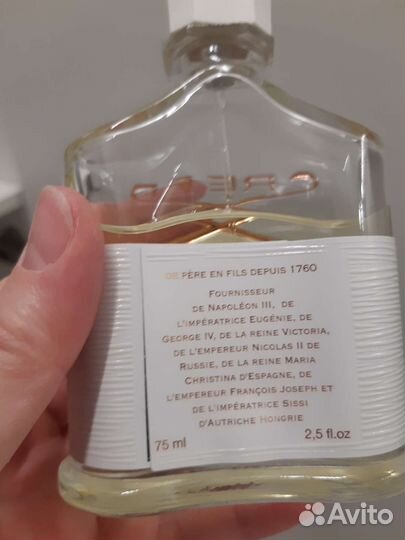 CREED
DE PÈRE EN FILS DEPUIS 1760
FOURNISSEUR
DE NAPOLÉON III, DE
L'IMPÉRATRICE EUGÉNIE, DE
GEORGE IV, DE LA REINE VICTORIA,
DE L'EMPEREUR NICOLAS II DE
RUSSIE, DE LA REINE MARIA
CHRISTINA D'ESPAGNE, DE
L'EMPEREUR FRANÇOIS JOSEPH ET
DE L'IMPÉRATRICE SISSI
D'AUTRICHE HONGRIE
75 ml 2,5 fl.oz
Avito